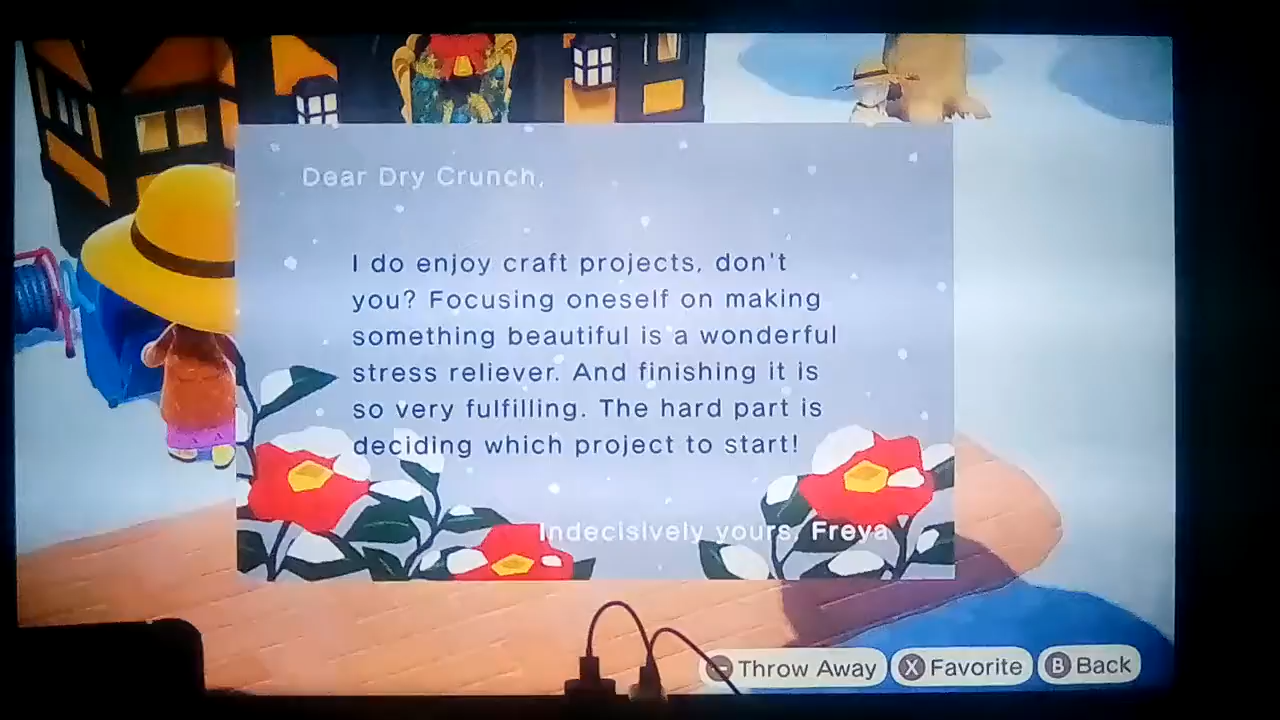 Dear Dry Crunch,
I do enjoy craft projects, don't
you? Focusing oneself on making
something beautiful is a wonderful
stress reliever. And finishing it is
so very fulfilling. The hard part is
deciding which project to start!
Indecisively yours, Freya
- Throw Away X Favorite B Back